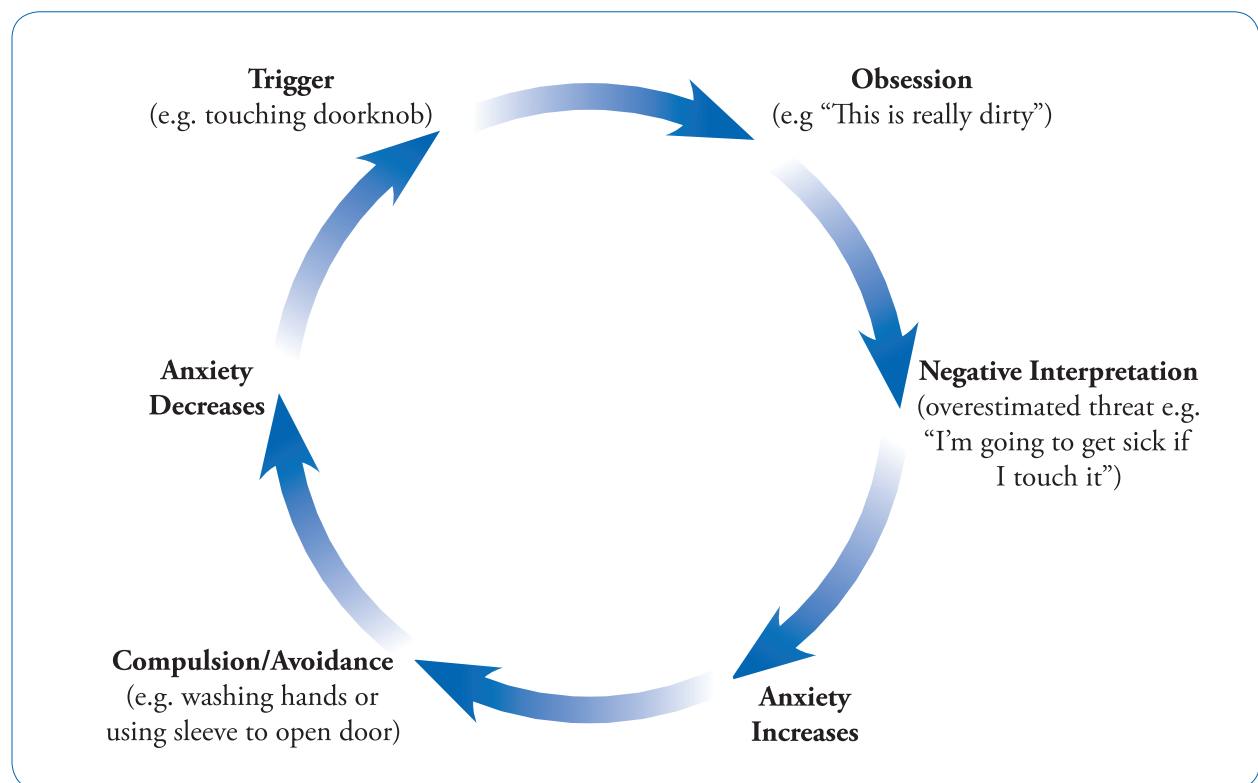 Trigger
(e.g. touching doorknob)
Obsession
(e.g “This is really dirty”)
Negative Interpretation
(overestimated threat e.g.
“I’m going to get sick if
I touch it”)
Anxiety
Increases
Compulsion/Avoidance
(e.g. washing hands or
using sleeve to open door)
Anxiety
Decreases